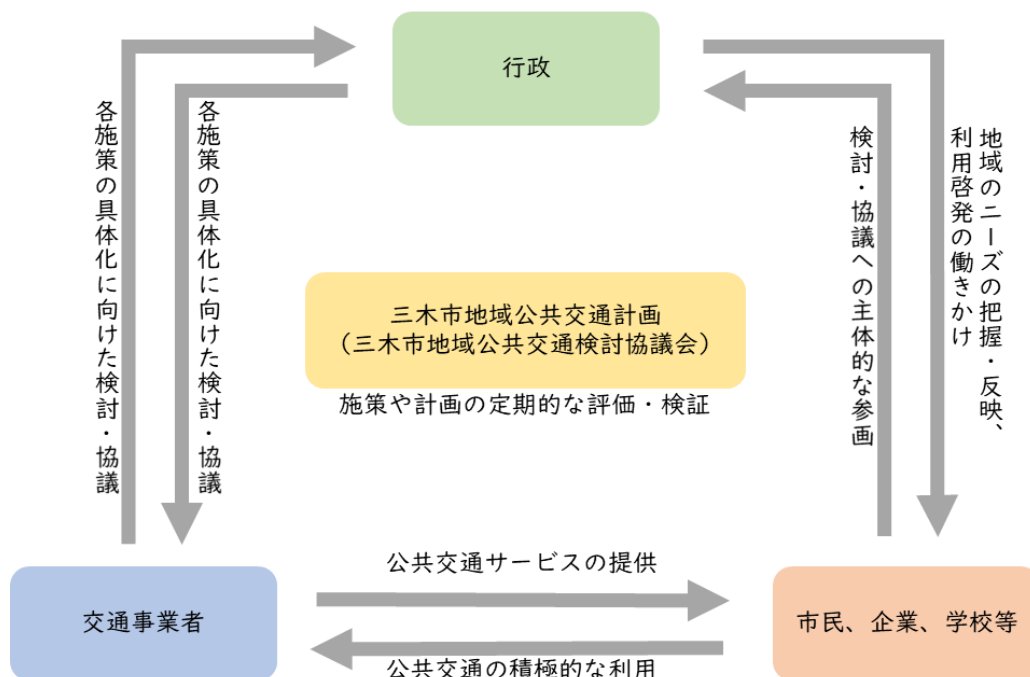 行政
各施策の具体化に向けた検討・協議
各施策の具体化に向けた検討・協議
検討・協議への主体的な参画
地域のニーズの把握・反映、
利用啓発の働きかけ
三木市地域公共交通計画
（三木市地域公共交通検討協議会）
施策や計画の定期的な評価・検証
公共交通サービスの提供
交通事業者
市民、企業、学校等
公共交通の積極的な利用